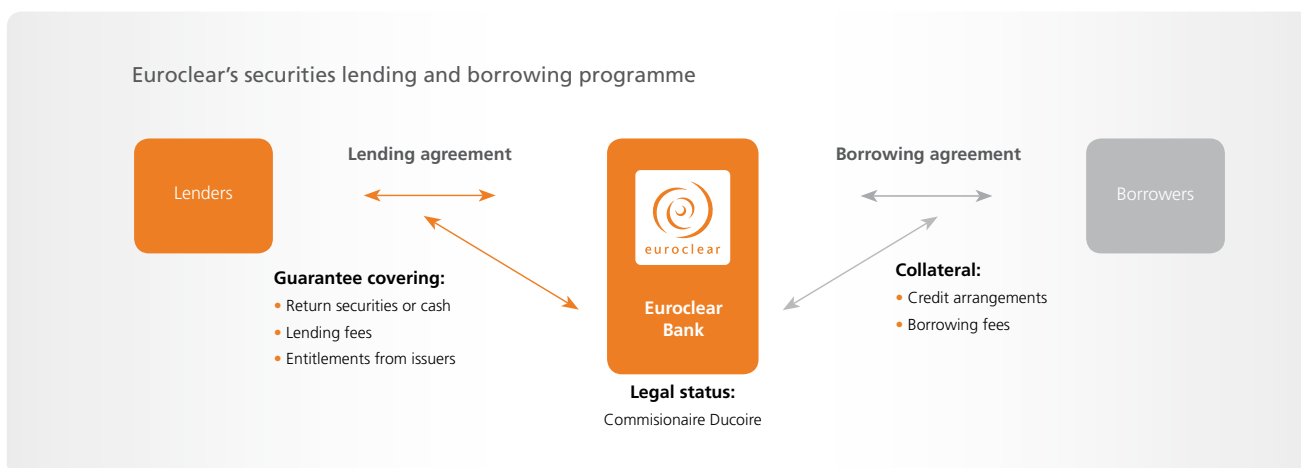 Euroclear’s securities lending and borrowing programme
Lenders
Lending agreement
Guarantee covering:
• Return securities or cash
• Lending fees
• Entitlements from issuers
euroclear
Euroclear
Bank
Legal status:
Commisionaire Ducoire
Borrowing agreement
Collateral:
• Credit arrangements
• Borrowing fees
Borrowers